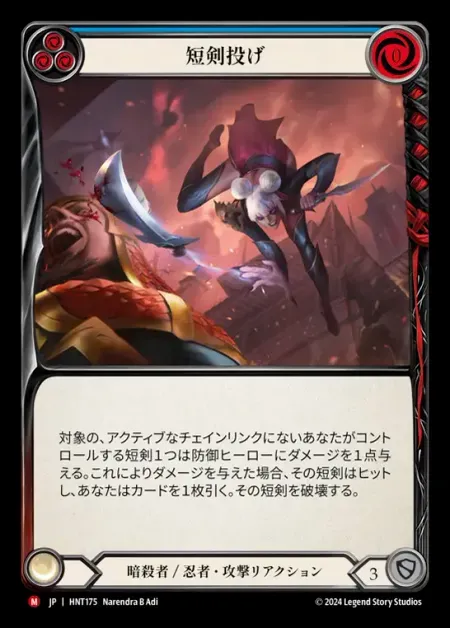 短剣投げ
0
対象の、アクティブなチェインリンクにないあなたがコント
ロールする短剣1つは防御ヒーローにダメージを1点与
える。これによりダメージを与えた場合、その短剣はヒット
し、あなたはカードを1枚引く。その短剣を破壊する。
暗殺者 / 忍者・攻撃リアクション
3
M JP | HNT175 Narendra B Adi
© 2024 Legend Story Studios